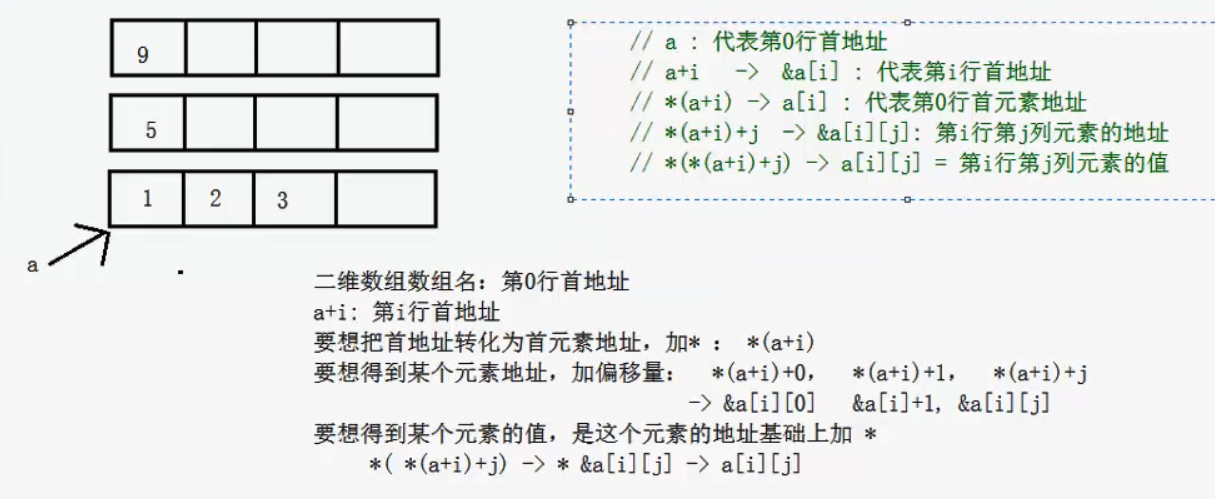 9
5
1 2 3
a
// a : 代表第0行首地址
// a+i -> &a[i] : 代表第i行首地址
// *(a+i) -> a[i] : 代表第0行首元素地址
// *(a+i)+j -> &a[i][j]: 第i行第j列元素的地址
// *(*(a+i)+j) -> a[i][j] = 第i行第j列元素的值
二维数组数组名: 第0行首地址
a+i: 第i行首地址
要想把首地址转化为首元素地址，加* : *(a+i)
要想得到某个元素地址，加偏移量: *(a+i)+0, *(a+i)+1, *(a+i)+j
-> &a[i][0] &a[i]+1, &a[i][j]
要想得到某个元素的值，是这个元素的地址基础上加 *
*( *(a+i)+j) -> * &a[i][j] -> a[i][j]